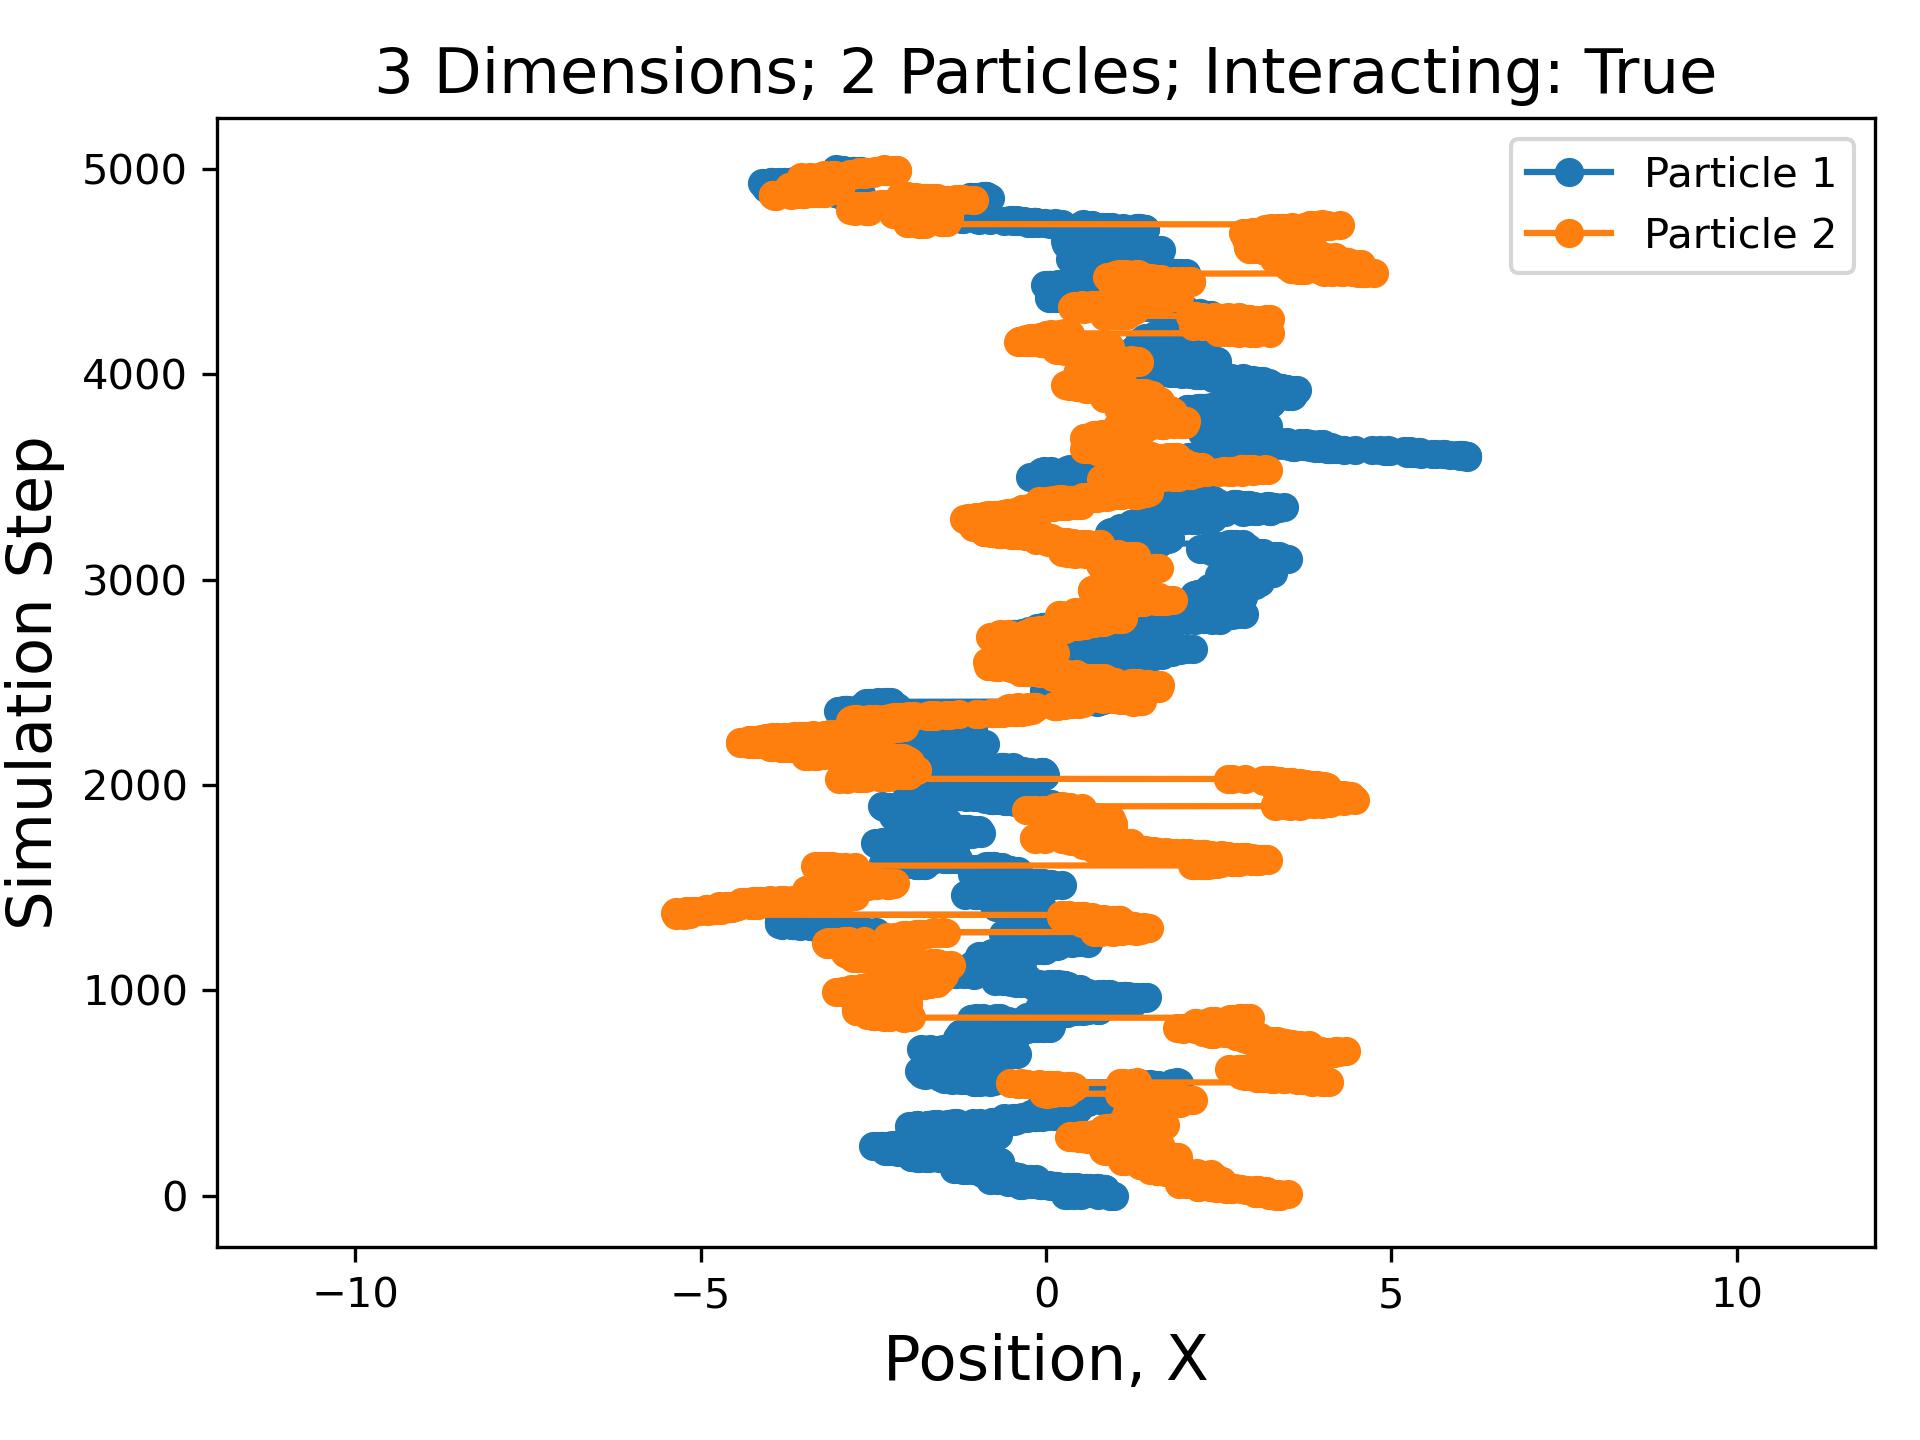 3 Dimensions; 2 Particles; Interacting: True
Particle 1
Particle 2
5000
4000
3000
2000
1000
0
Simulation Step
−10
−5
0
5
10
Position, X